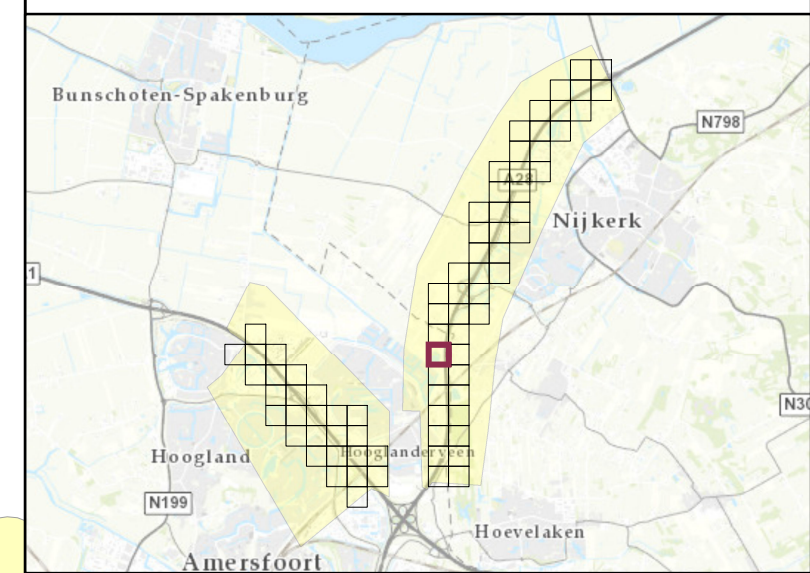 Bunschoten-Spakenburg
N798
A28
Nijkerk
1
N30
Hooglanderveen
Hoogland
N199
Hoevelaken
Amersfoort